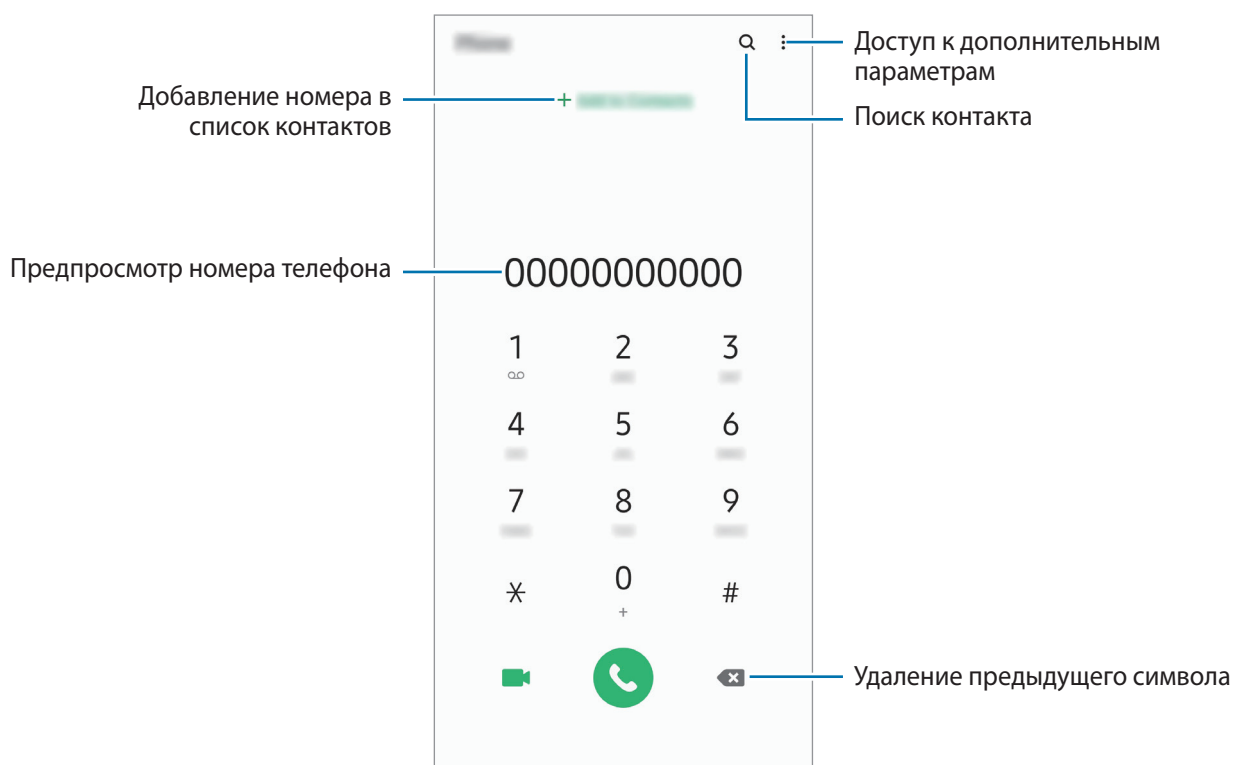 Доступ к дополнительным
параметрам
Добавление номера в
список контактов
+
Поиск контакта
Предпросмотр номера телефона
00000000000
1 2 3
4 5 6
7 8 9
* 0 #
+
Удаление предыдущего символа